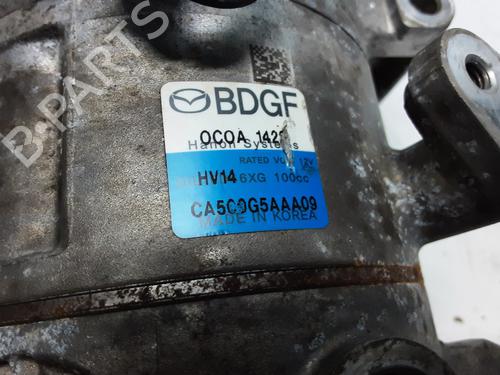 B-PARTS
BDGF
OCOA 142
Hanon Systems
RATED VOLT 12V
HV14 6XG 100cc
CA500G5AAA09
MADE IN KOREA